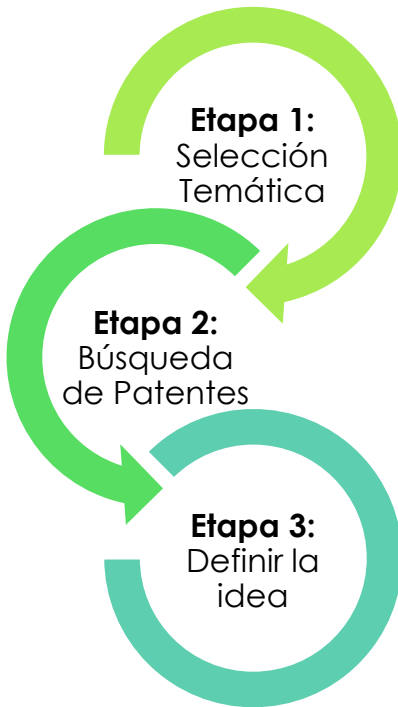 Etapa 1:
Selección
Temática
Etapa 2:
Búsqueda
de Patentes
Etapa 3:
Definir la
idea